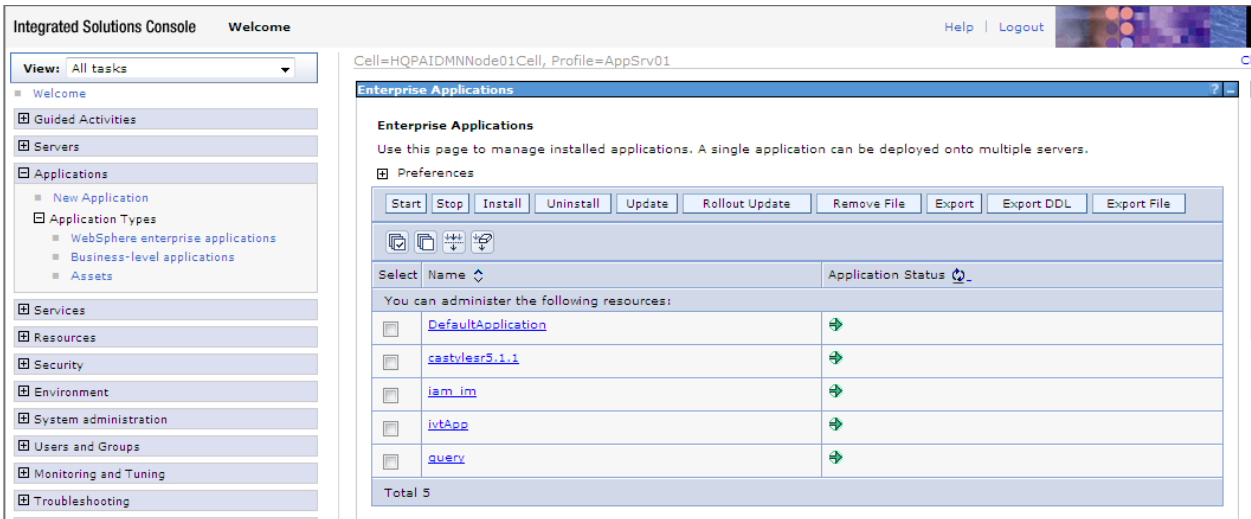 Integrated Solutions Console Welcome Help | Logout
View: All tasks
Cell=HQPAIDMNNode01Cell, Profile=AppSrv01
Welcome
Guided Activities
Servers
Applications
New Application
Application Types
WebSphere enterprise applications
Business-level applications
Assets
Services
Resources
Security
Environment
System administration
Users and Groups
Monitoring and Tuning
Troubleshooting
Enterprise Applications ?
Enterprise Applications
Use this page to manage installed applications. A single application can be deployed onto multiple servers.
Preferences
Start Stop Install Uninstall Update Rollout Update Remove File Export Export DDL Export File
Select Name Application Status
You can administer the following resources:
DefaultApplication
castylesr5.1.1
iam_im
ivtApp
query
Total 5